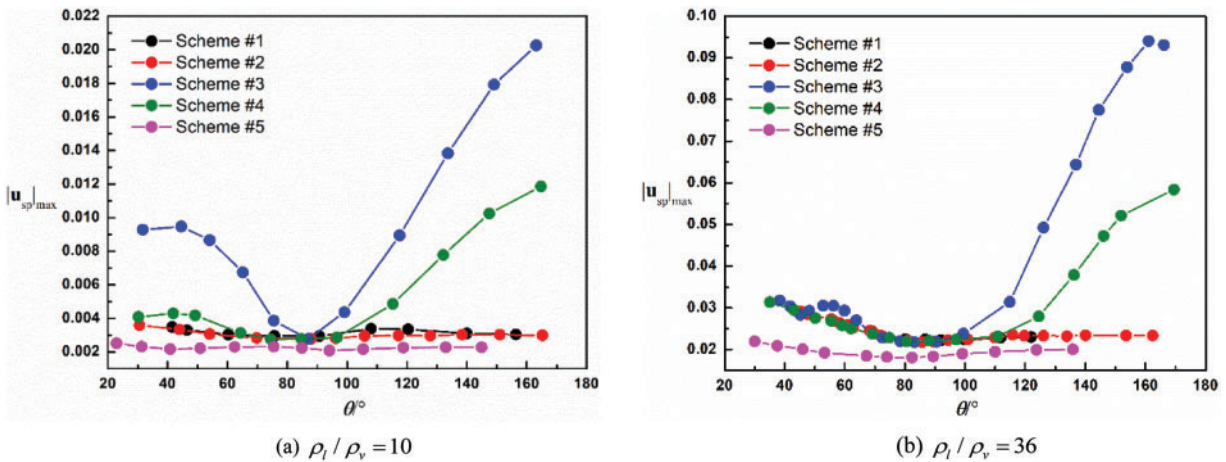 0.022
0.020
0.018
0.016
0.014
0.012
0.010
0.008
0.006
0.004
0.002
|u_sp|_max
Scheme #1
Scheme #2
Scheme #3
Scheme #4
Scheme #5
20 40 60 80 100 120 140 160 180
θ/°
(a) ρ_l / ρ_v = 10
0.10
0.09
0.08
0.07
0.06
0.05
0.04
0.03
0.02
|u_sp|_max
Scheme #1
Scheme #2
Scheme #3
Scheme #4
Scheme #5
20 40 60 80 100 120 140 160 180
θ/°
(b) ρ_l / ρ_v = 36